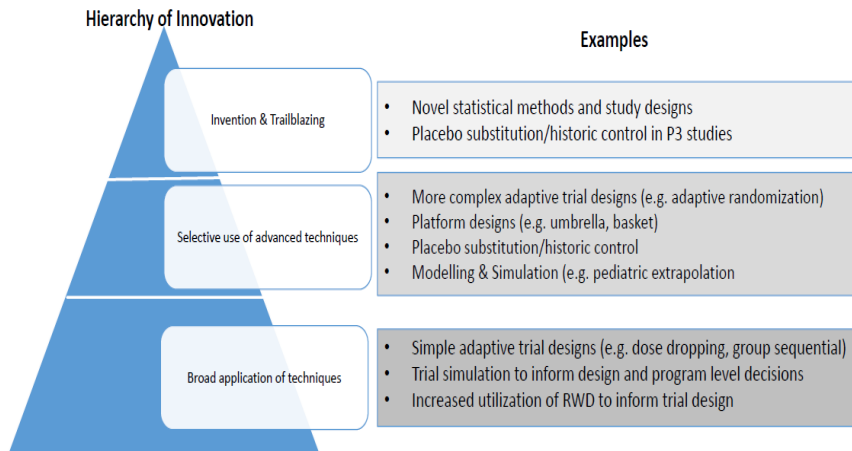 Hierarchy of Innovation
Examples
Invention & Trailblazing
• Novel statistical methods and study designs
• Placebo substitution/historic control in P3 studies
Selective use of advanced techniques
• More complex adaptive trial designs (e.g. adaptive randomization)
• Platform designs (e.g. umbrella, basket)
• Placebo substitution/historic control
• Modelling & Simulation (e.g. pediatric extrapolation
Broad application of techniques
• Simple adaptive trial designs (e.g. dose dropping, group sequential)
• Trial simulation to inform design and program level decisions
• Increased utilization of RWD to inform trial design